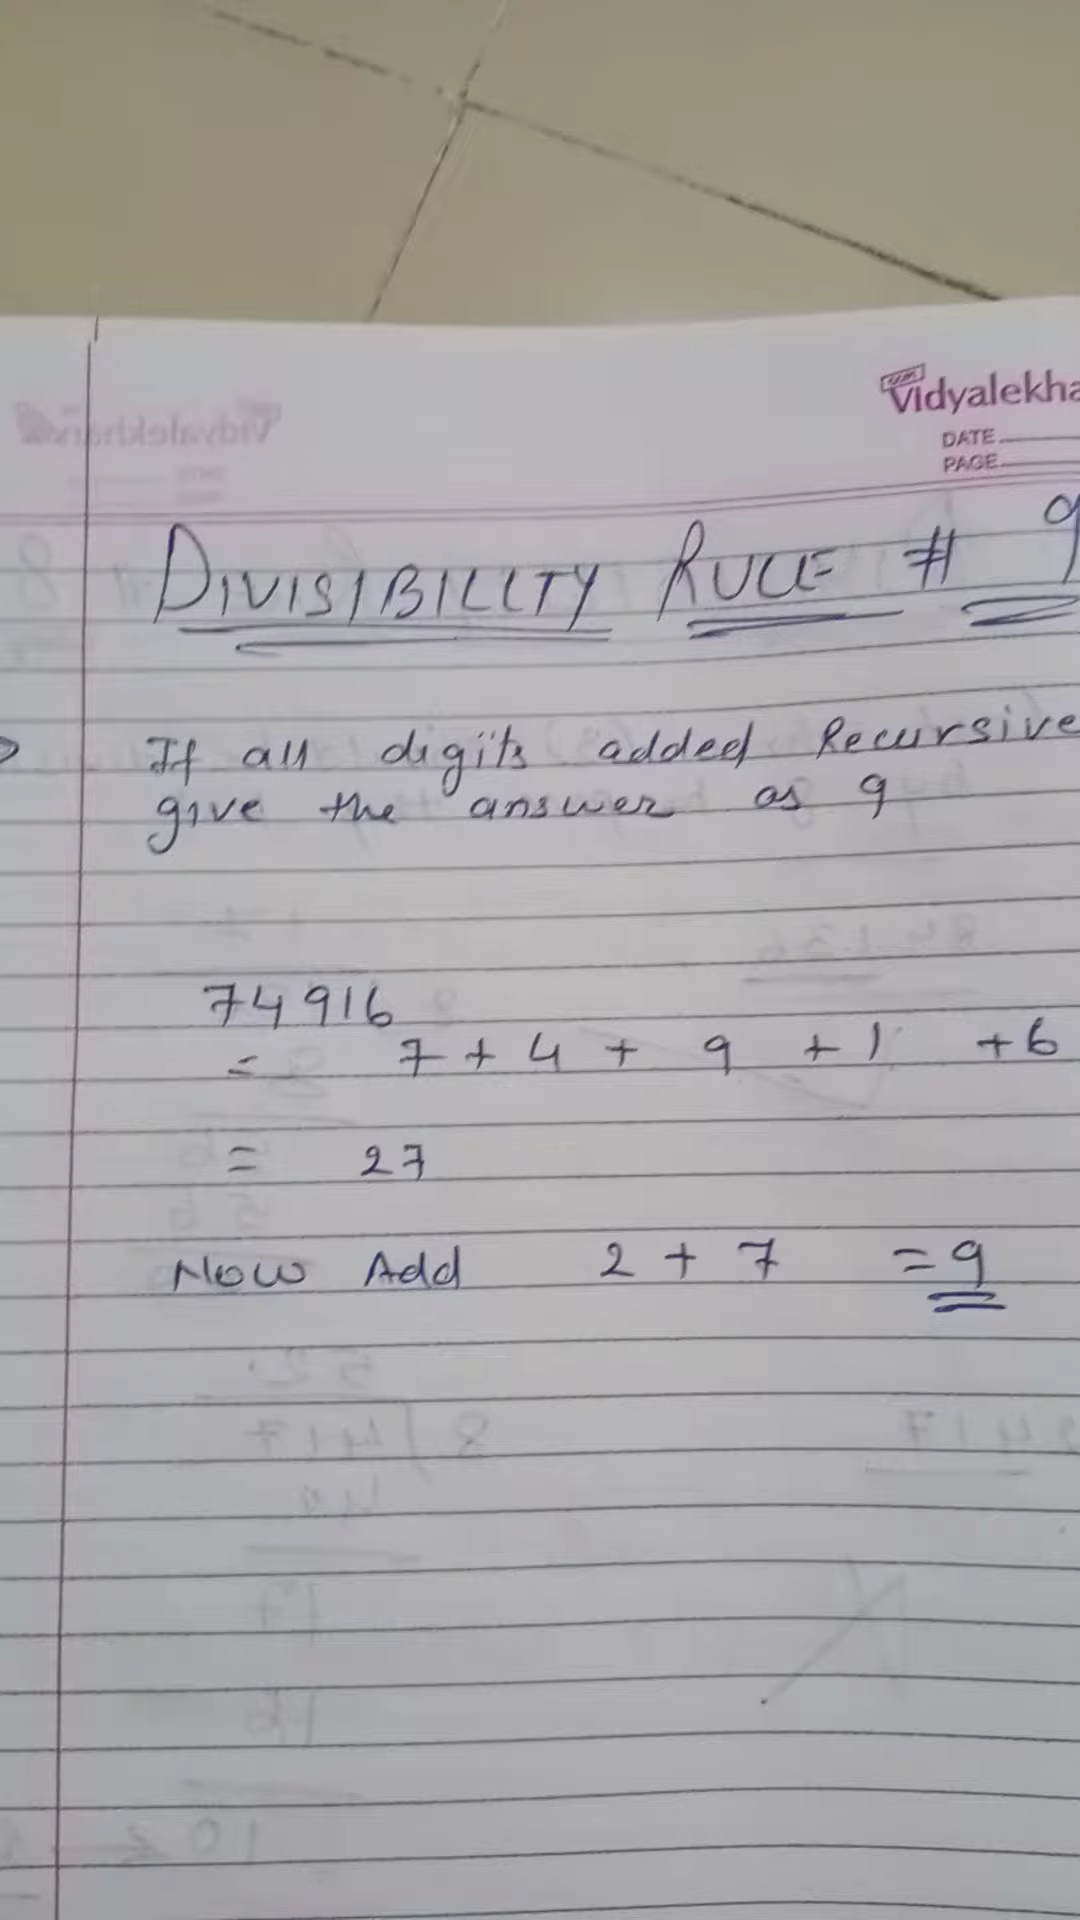 Vidyalekha
DATE
PAGE
DIVISIBILITY RULE # 9
If all digits added Recursive
give the answer as 9
74916
= 7 + 4 + 9 + 1 + 6
= 27
Now Add 2 + 7 = 9